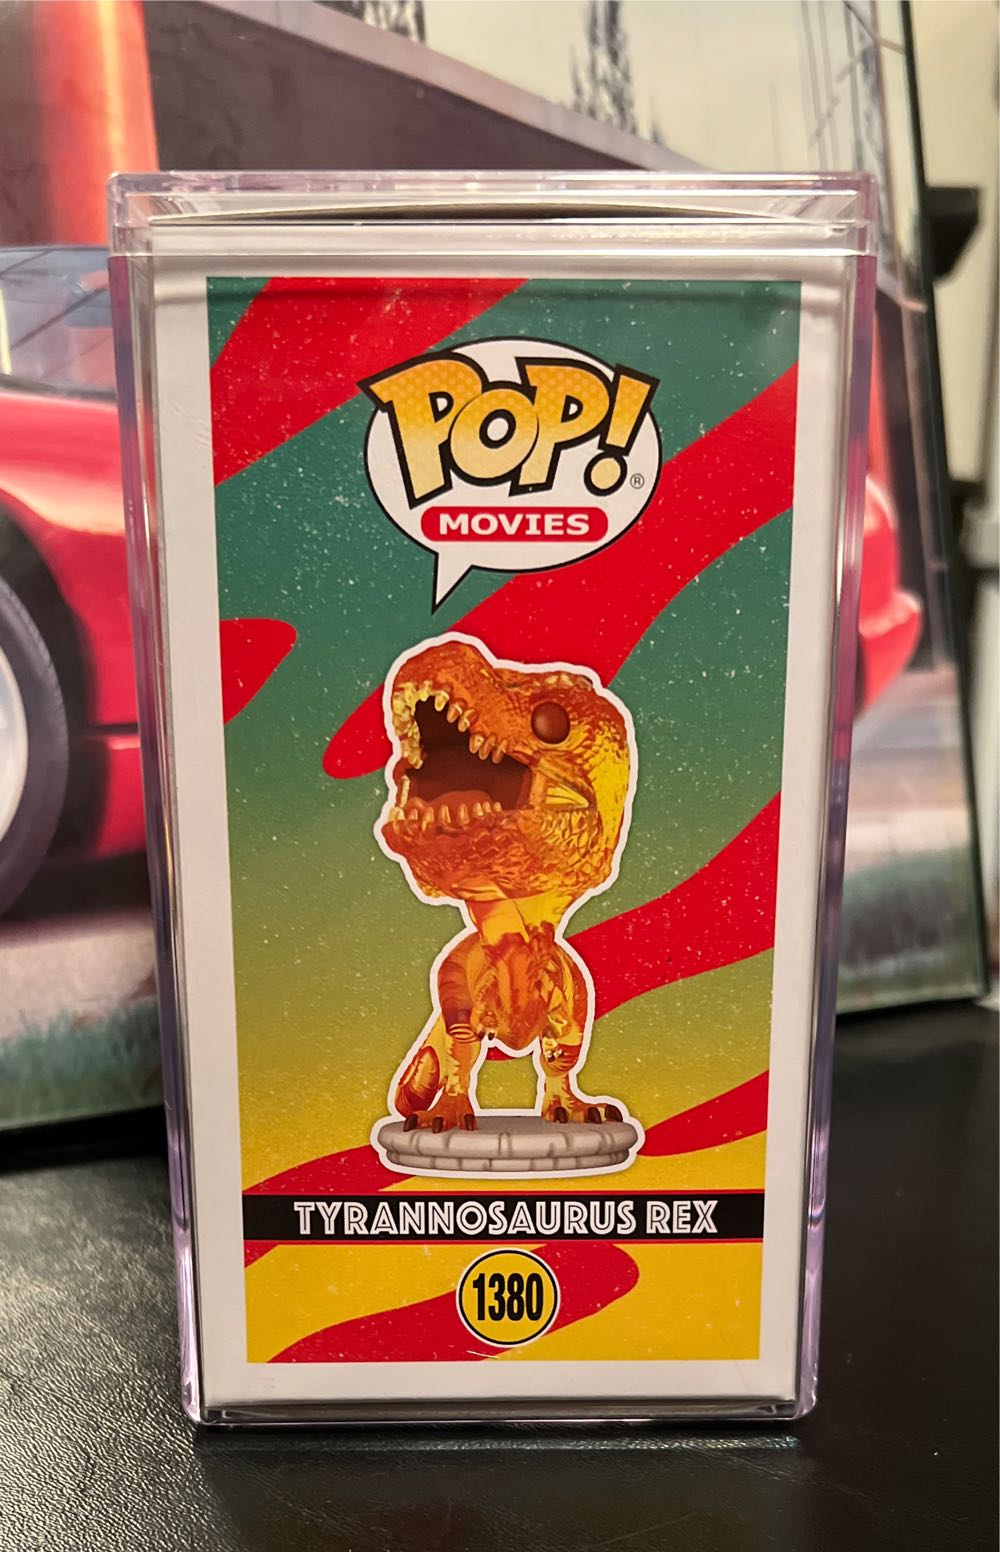 POP! ®
MOVIES
TYRANNOSAURUS REX
1380